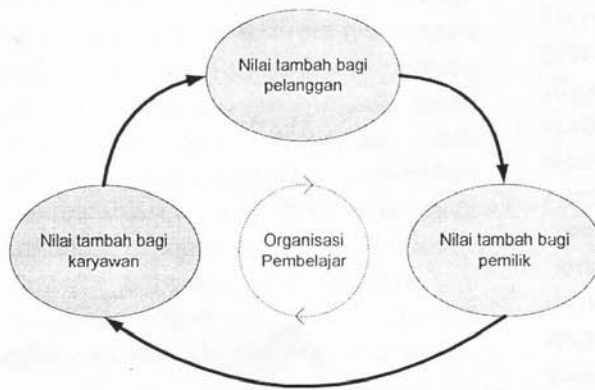 Nilai tambah bagi
pelanggan
Nilai tambah bagi
karyawan
Organisasi
Pembelajar
Nilai tambah bagi
pemilik